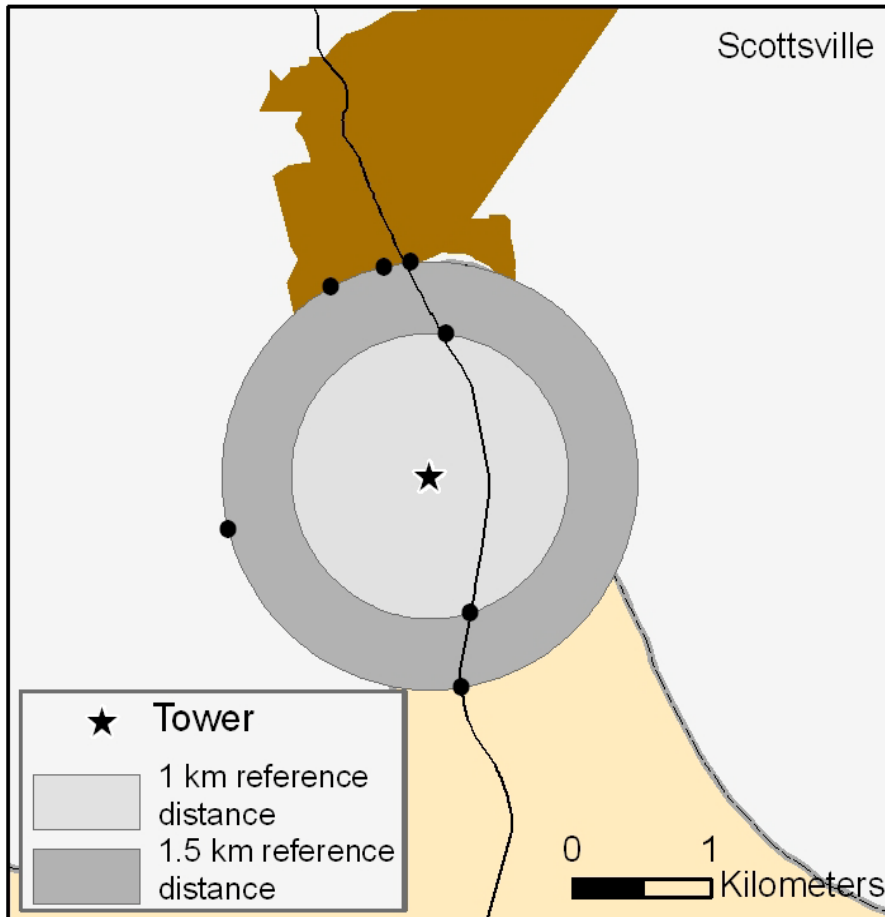 Scottsville
Tower
1 km reference
distance
1.5 km reference
distance
0 1
Kilometers